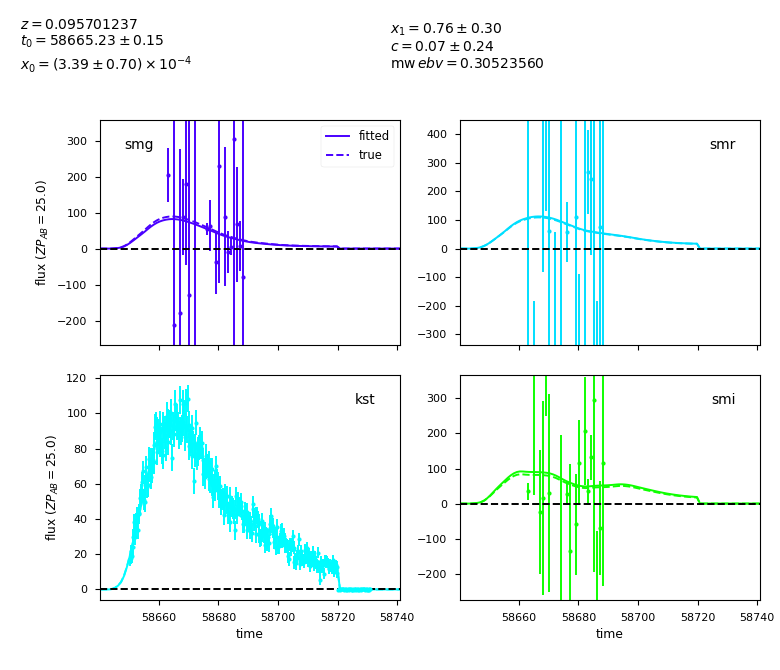 z = 0.095701237
t₀ = 58665.23 ± 0.15
x₀ = (3.39 ± 0.70) × 10⁻⁴
x₁ = 0.76 ± 0.30
c = 0.07 ± 0.24
mw ebv = 0.30523560
smg
fitted
true
300
200
100
0
−100
−200
flux (ZP_AB = 25.0)
smr
400
300
200
100
0
−100
−200
−300
kst
120
100
80
60
40
20
0
flux (ZP_AB = 25.0)
58660 58680 58700 58720 58740
time
smi
300
200
100
0
−100
−200
58660 58680 58700 58720 58740
time